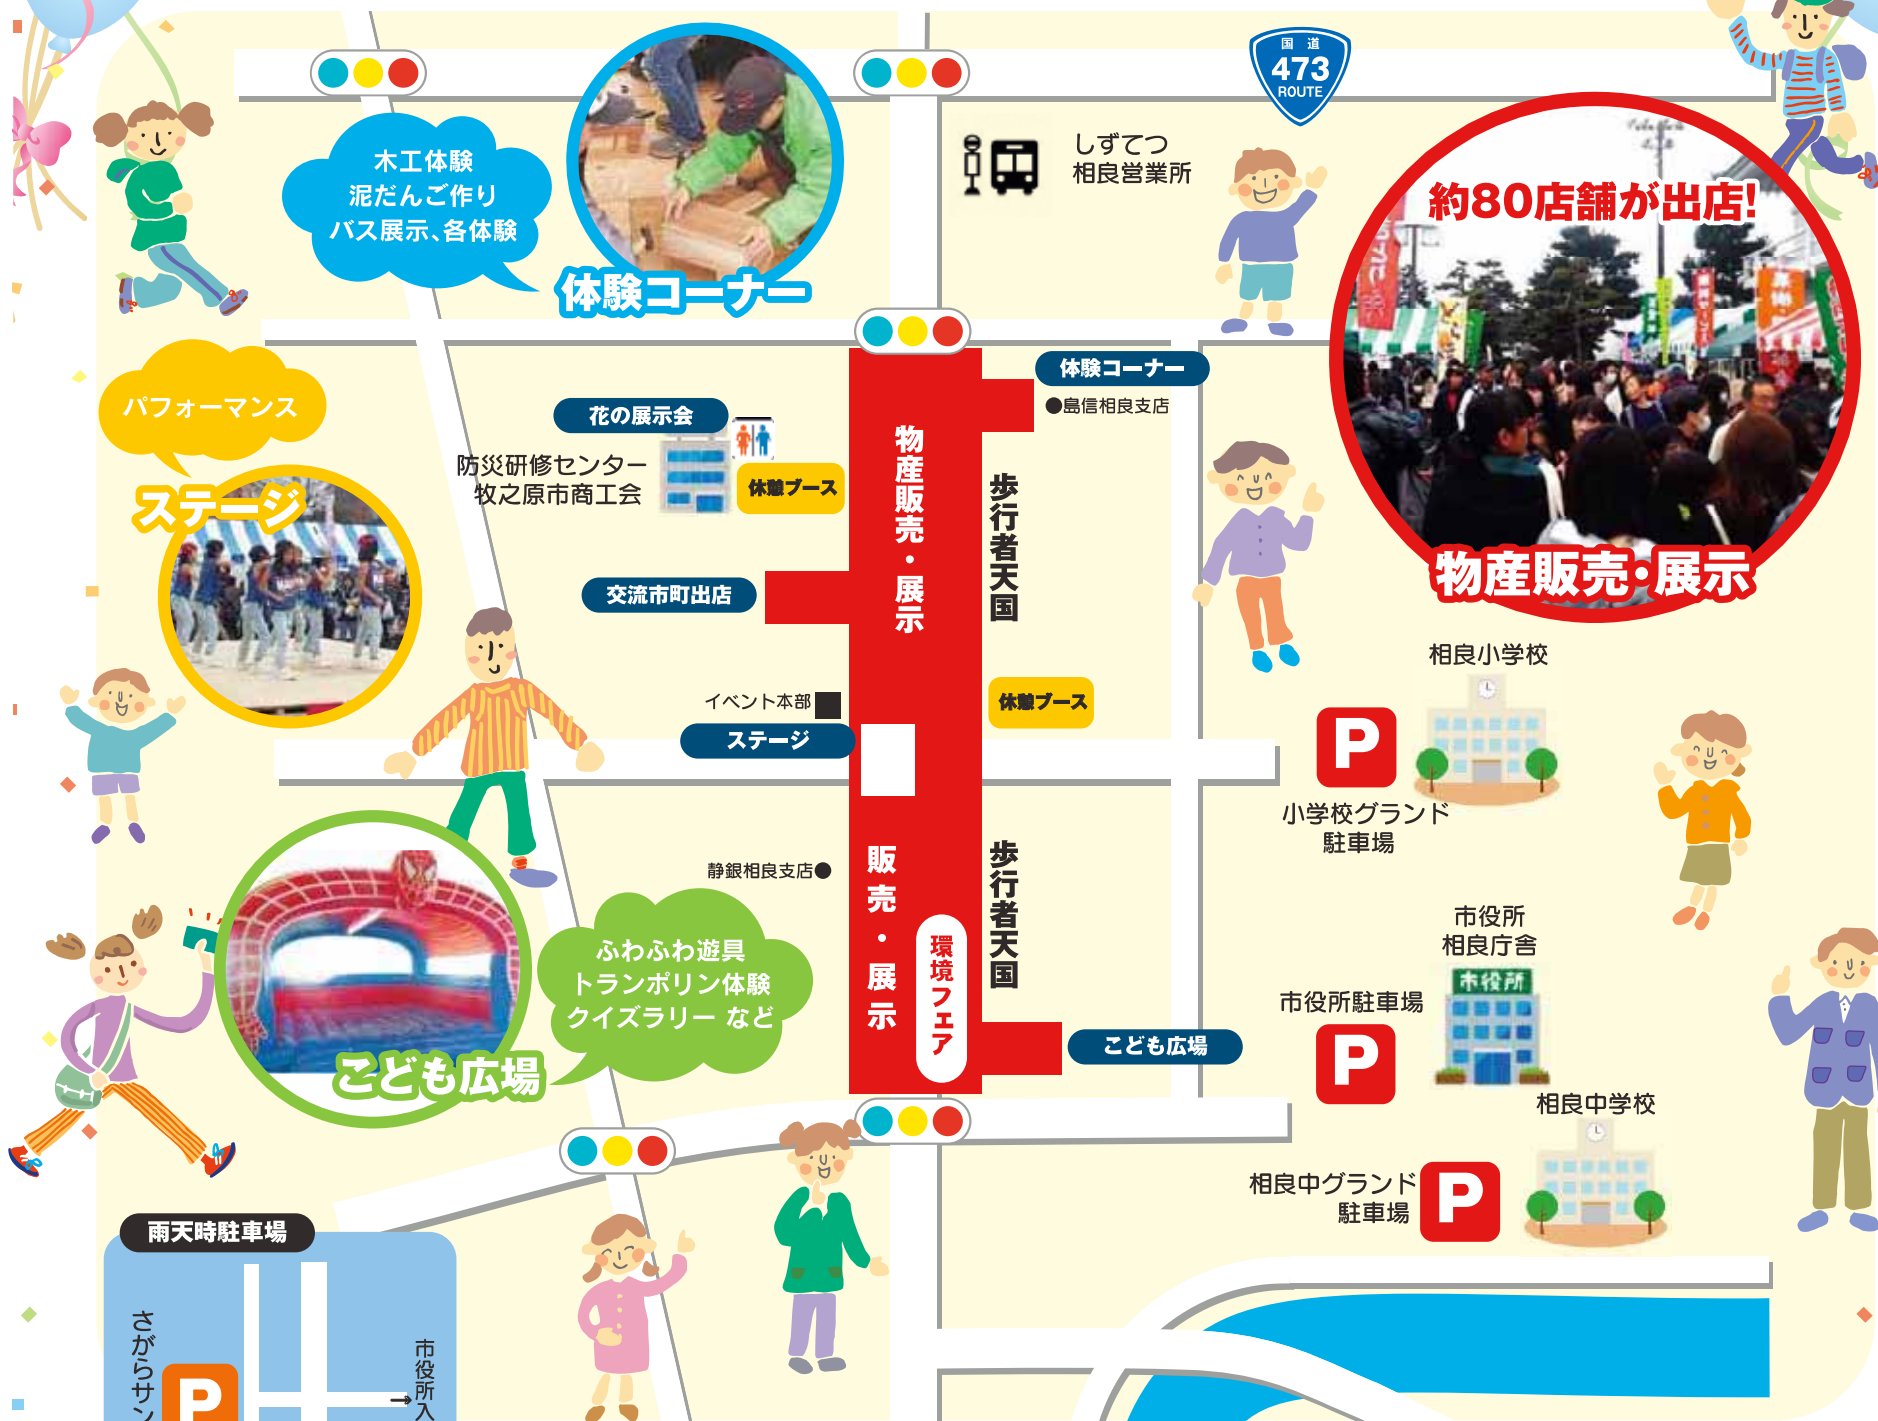 国 道
473
ROUTE
木工体験
泥だんご作り
バス展示、各体験
体験コーナー
しずてつ
相良営業所
約80店舗が出店!
物産販売・展示
パフォーマンス
ステージ
花の展示会
防災研修センター
牧之原市商工会
休憩ブース
体験コーナー
●島信相良支店
物産販売・展示
歩行者天国
交流市町出店
イベント本部
ステージ
休憩ブース
静銀相良支店●
販売・展示
歩行者天国
環境フェア
こども広場
ふわふわ遊具
トランポリン体験
クイズラリー など
こども広場
相良小学校
P
小学校グランド
駐車場
市役所
相良庁舎
市役所
市役所駐車場
P
相良中学校
相良中グランド
駐車場
P
雨天時駐車場
さがらサン
P
市役所入
→